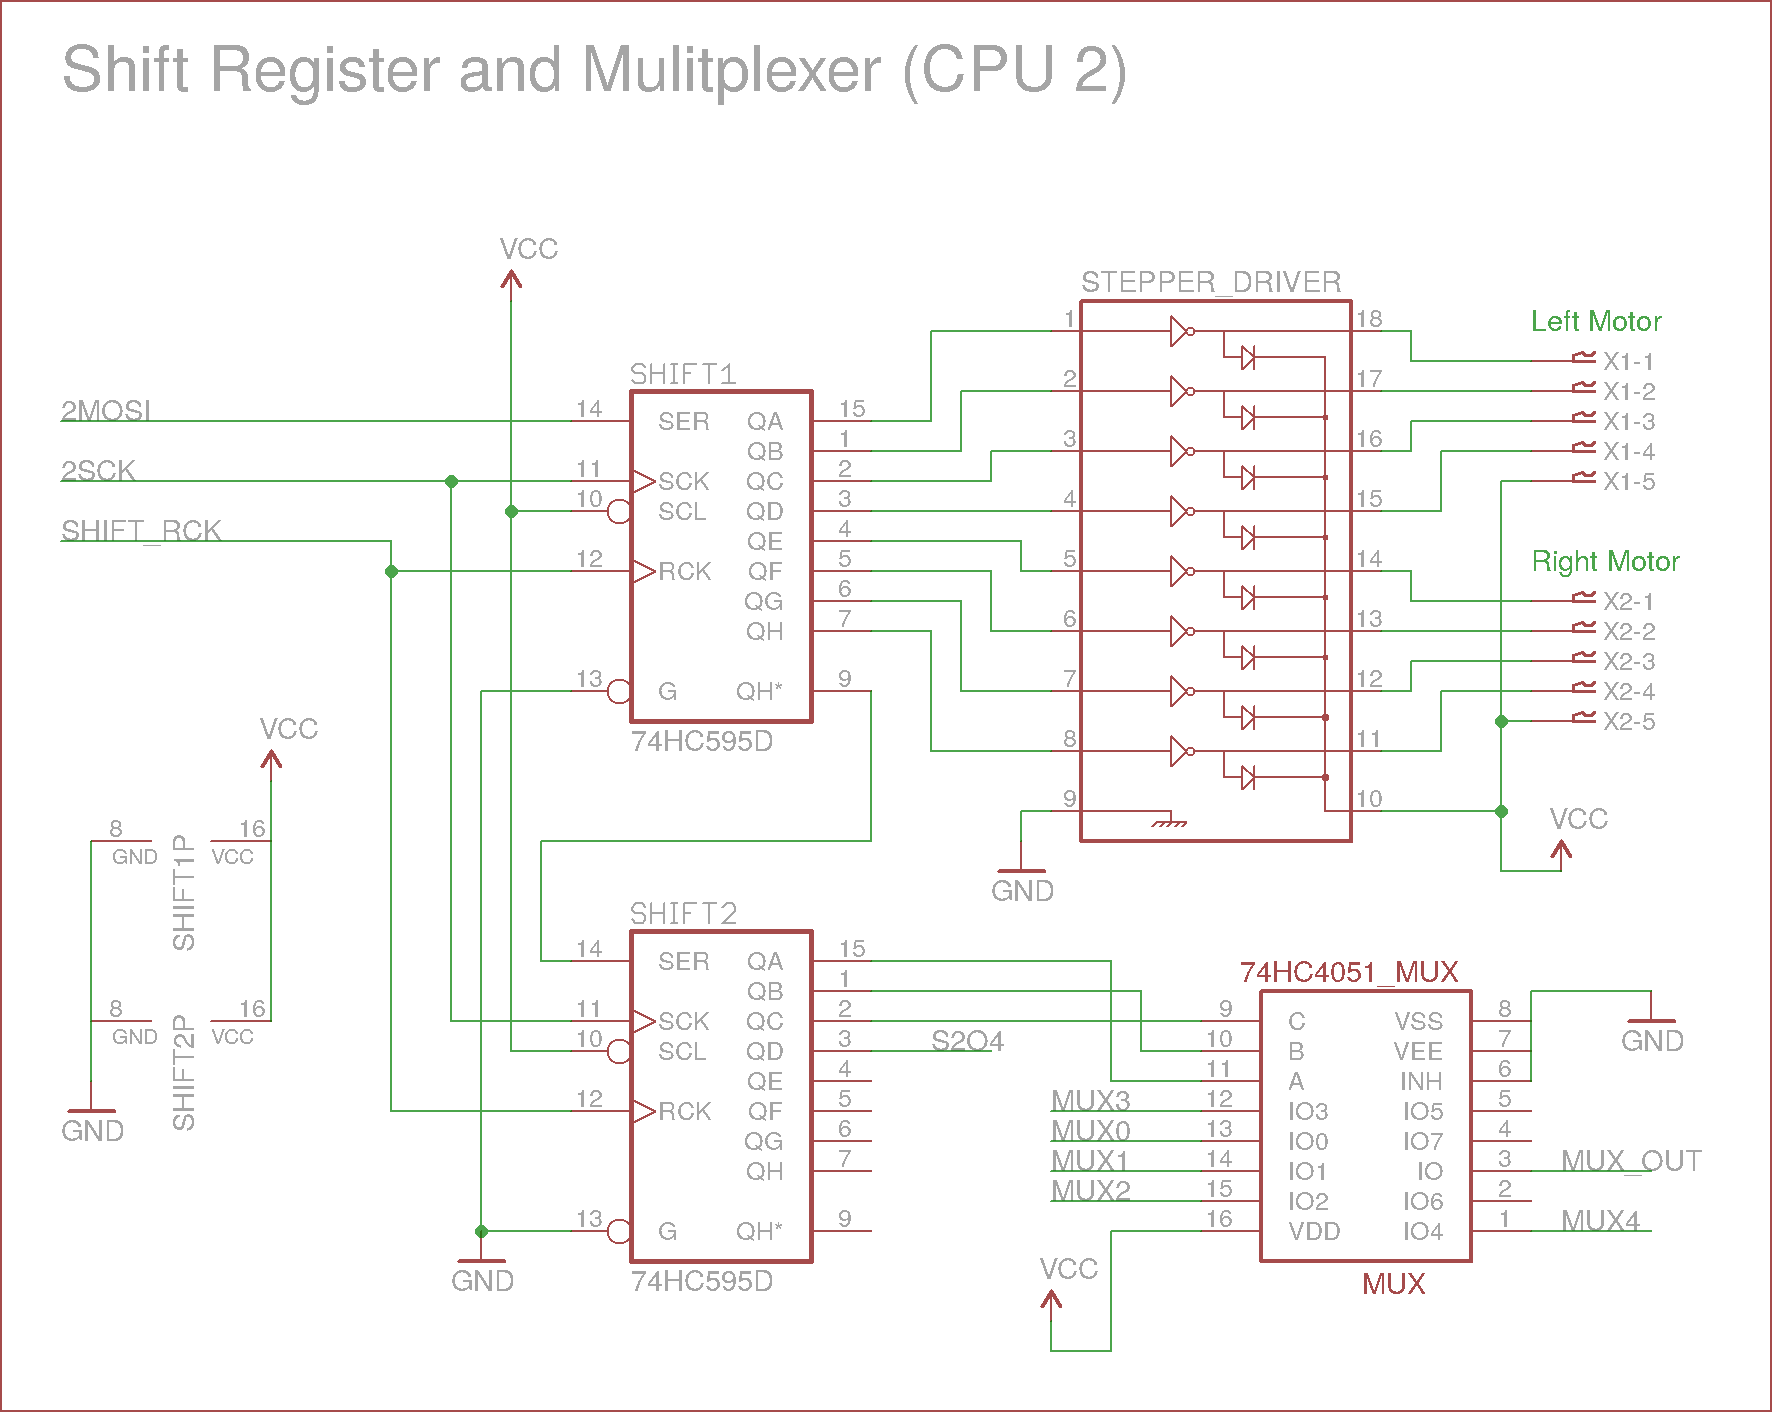 Shift Register and Mulitplexer (CPU 2)
VCC
STEPPER_DRIVER
Left Motor
X1-1
X1-2
X1-3
X1-4
X1-5
Right Motor
X2-1
X2-2
X2-3
X2-4
X2-5
1 18
2 17
3 16
4 15
5 14
6 13
7 12
8 11
9 10
GND
VCC
2MOSI
2SCK
SHIFT_RCK
SHIFT1
14 SER QA 15
QB 1
11 SCK QC 2
10 SCL QD 3
QE 4
12 RCK QF 5
QG 6
QH 7
13 G QH* 9
74HC595D
VCC
8 GND SHIFT1P 16 VCC
8 GND SHIFT2P 16 VCC
GND
SHIFT2
14 SER QA 15
QB 1
11 SCK QC 2
10 SCL QD 3 S2O4
QE 4
12 RCK QF 5
QG 6
QH 7
13 G QH* 9
GND
74HC595D
74HC4051_MUX
9 C VSS 8
10 B VEE 7
11 A INH 6
MUX3 12 IO3 IO5 5
MUX0 13 IO0 IO7 4
MUX1 14 IO1 IO 3 MUX_OUT
MUX2 15 IO2 IO6 2
16 VDD IO4 1 MUX4
GND
VCC
MUX